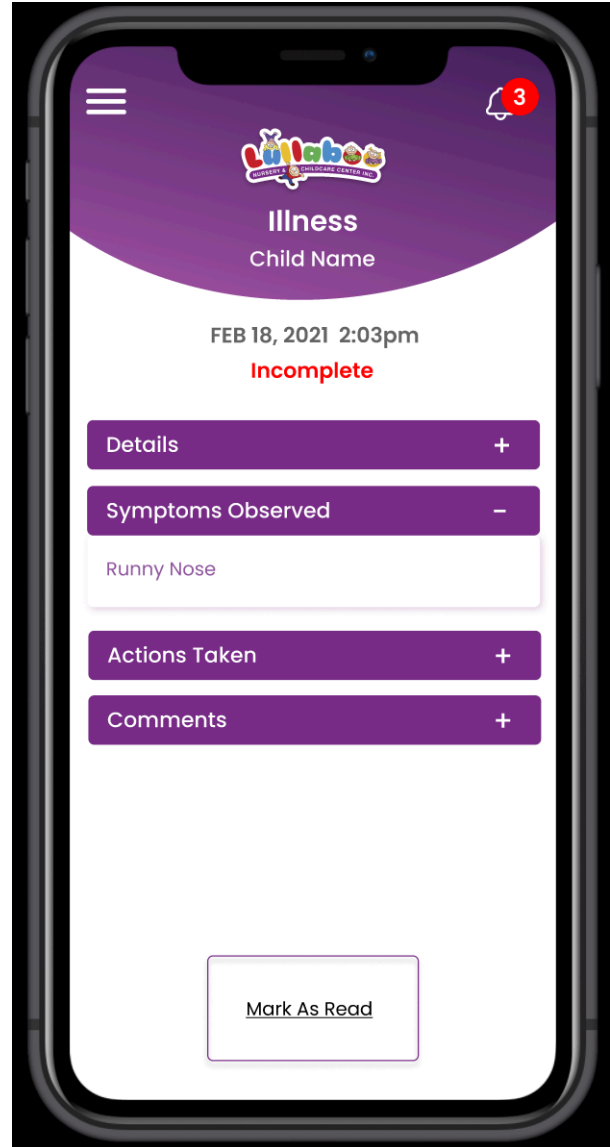 3
Lullaboo
NURSERY & CHILDCARE CENTER INC.
Illness
Child Name
FEB 18, 2021 2:03pm
Incomplete
Details +
Symptoms Observed -
Runny Nose
Actions Taken +
Comments +
Mark As Read